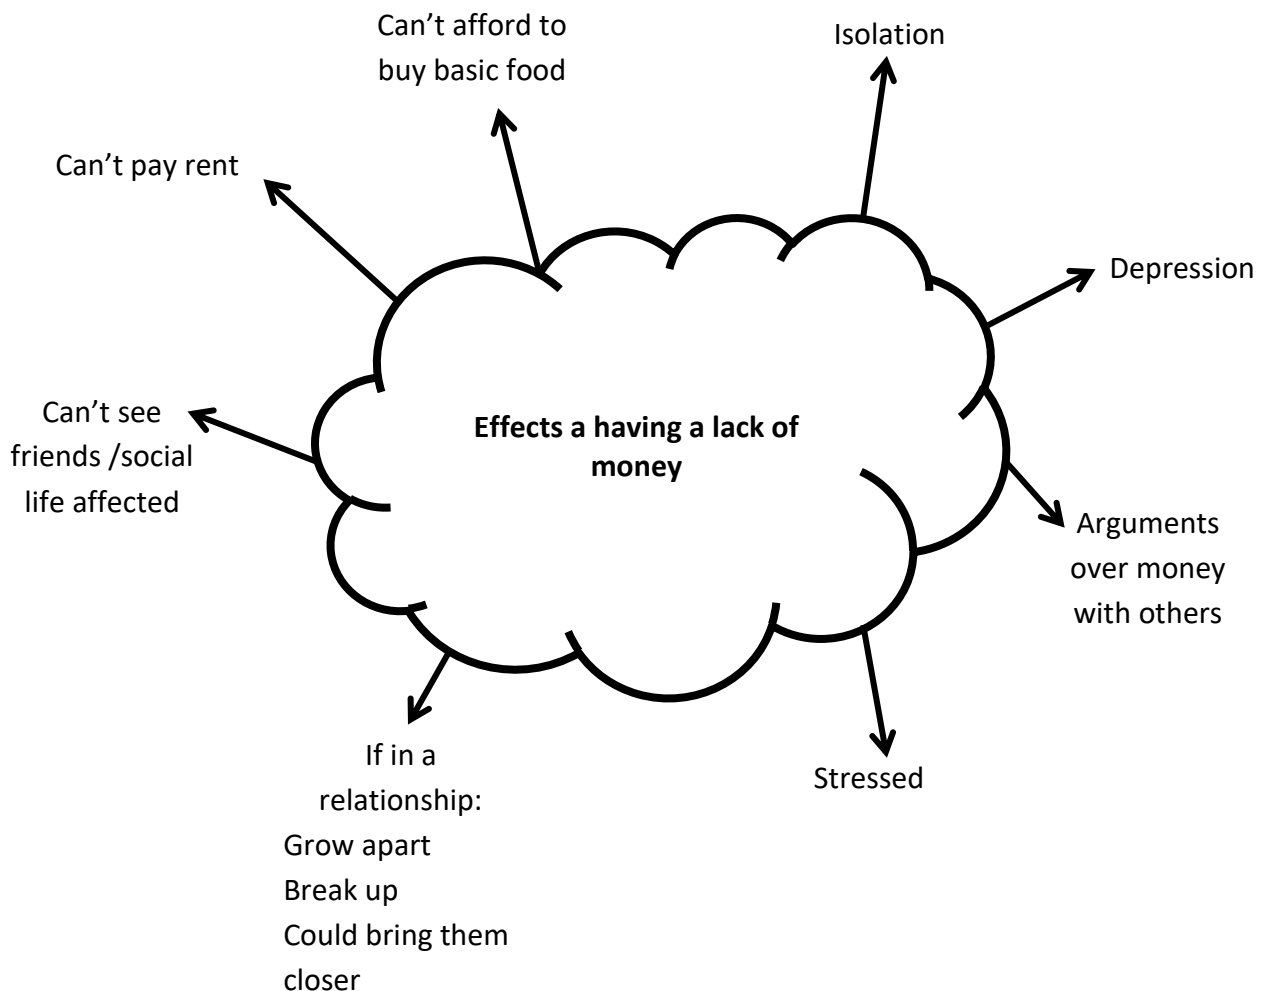 Can’t afford to
buy basic food
Isolation
Can’t pay rent
Depression
Can’t see
friends /social
life affected
Effects a having a lack of
money
Arguments
over money
with others
If in a
relationship:
Grow apart
Break up
Could bring them
closer
Stressed